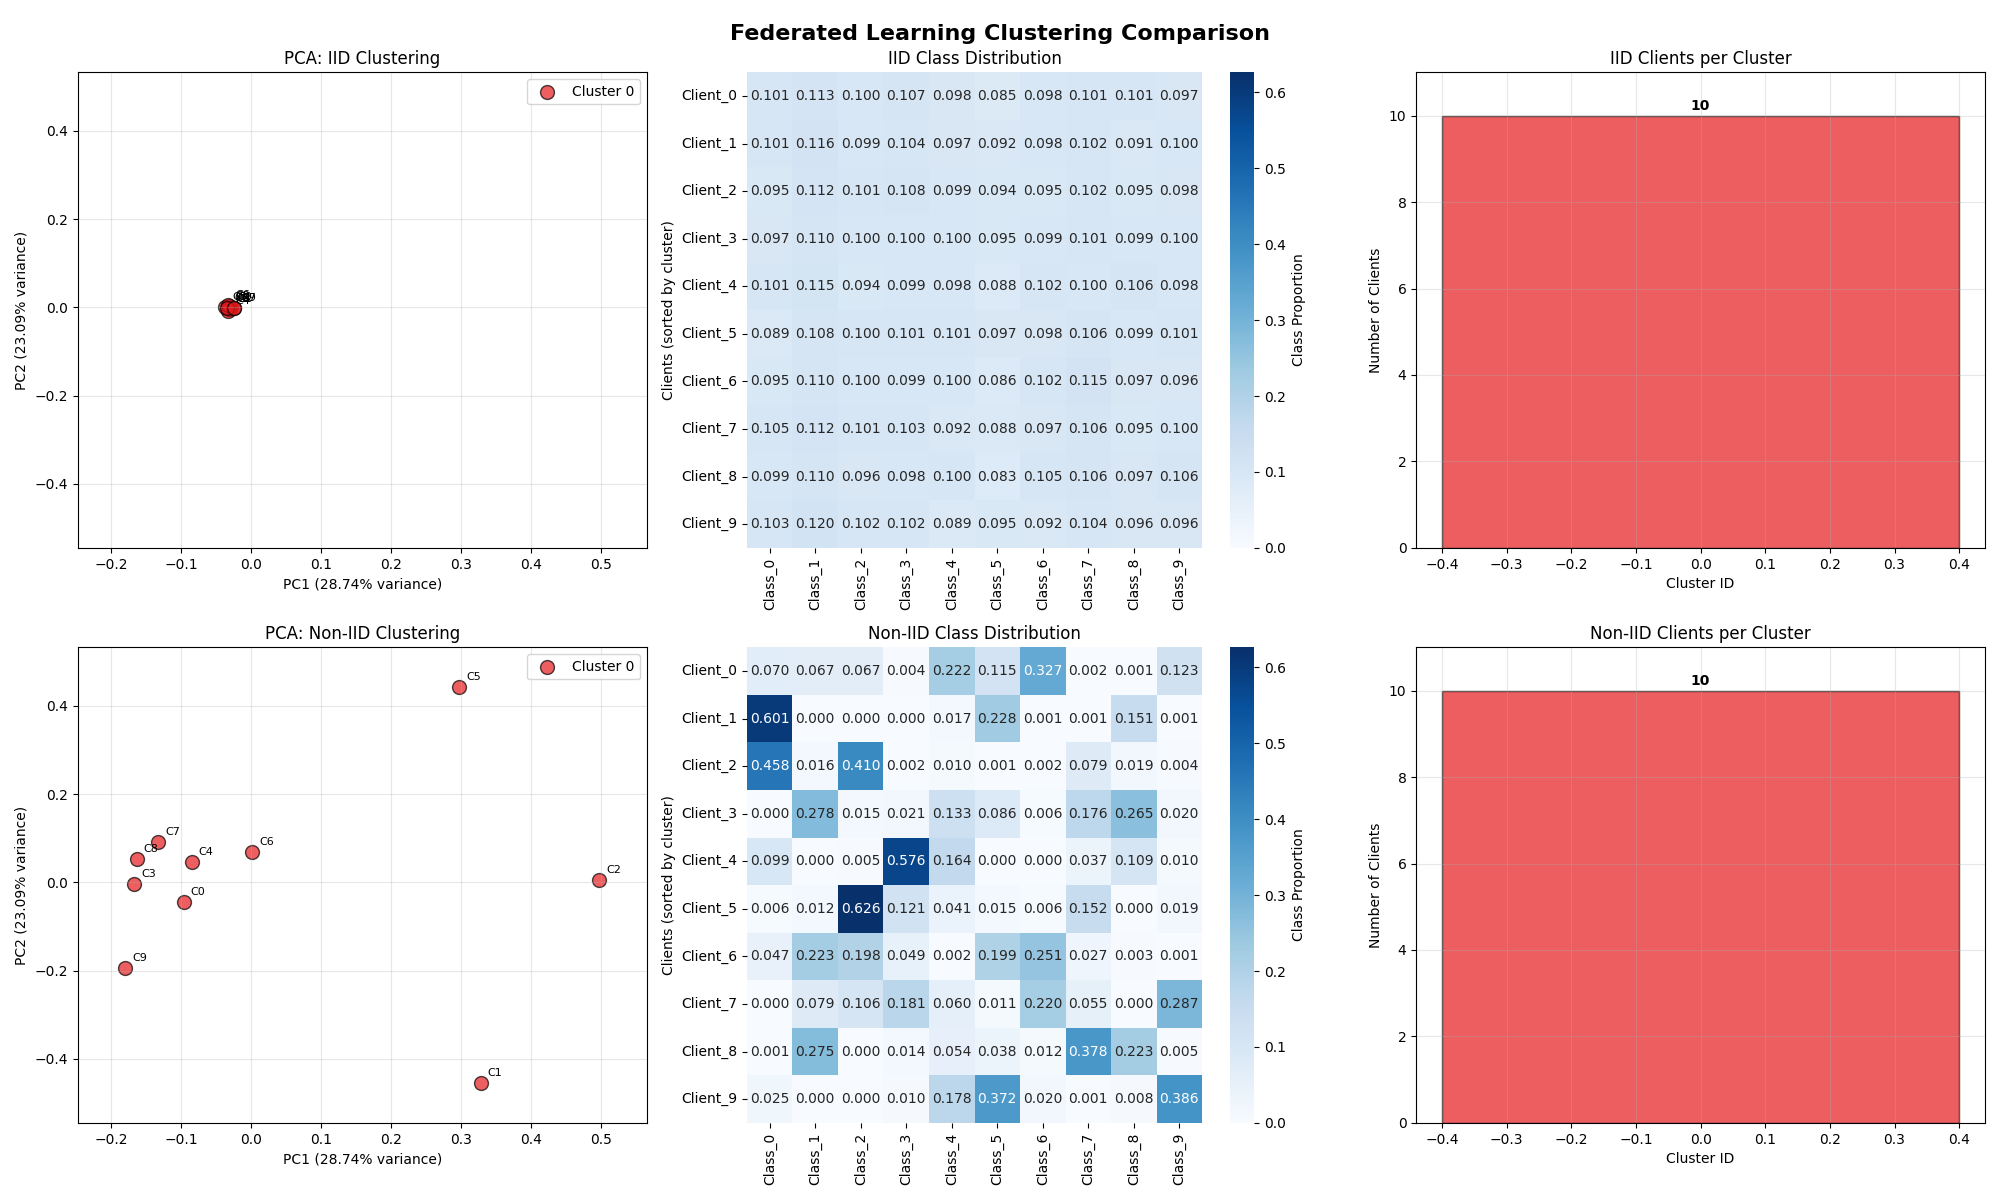 Federated Learning Clustering Comparison
PCA: IID Clustering
Cluster 0
0.4
0.2
0.0
−0.2
−0.4
PC2 (23.09% variance)
−0.2 −0.1 0.0 0.1 0.2 0.3 0.4 0.5
PC1 (28.74% variance)
IID Class Distribution
Clients (sorted by cluster)
Client_0 0.101 0.113 0.100 0.107 0.098 0.085 0.098 0.101 0.101 0.097
Client_1 0.101 0.116 0.099 0.104 0.097 0.092 0.098 0.102 0.091 0.100
Client_2 0.095 0.112 0.101 0.108 0.099 0.094 0.095 0.102 0.095 0.098
Client_3 0.097 0.110 0.100 0.100 0.100 0.095 0.099 0.101 0.099 0.100
Client_4 0.101 0.115 0.094 0.099 0.098 0.088 0.102 0.100 0.106 0.098
Client_5 0.089 0.108 0.100 0.101 0.101 0.097 0.098 0.106 0.099 0.101
Client_6 0.095 0.110 0.100 0.099 0.100 0.086 0.102 0.115 0.097 0.096
Client_7 0.105 0.112 0.101 0.103 0.092 0.088 0.097 0.106 0.095 0.100
Client_8 0.099 0.110 0.096 0.098 0.100 0.083 0.105 0.106 0.097 0.106
Client_9 0.103 0.120 0.102 0.102 0.089 0.095 0.092 0.104 0.096 0.096
Class_0 Class_1 Class_2 Class_3 Class_4 Class_5 Class_6 Class_7 Class_8 Class_9
0.6
0.5
0.4
0.3
0.2
0.1
0.0
Class Proportion
IID Clients per Cluster
10
10
8
6
4
2
0
Number of Clients
−0.4 −0.3 −0.2 −0.1 0.0 0.1 0.2 0.3 0.4
Cluster ID
PCA: Non-IID Clustering
Cluster 0
C5
C7
C8
C4
C6
C3
C0
C2
C9
C1
0.4
0.2
0.0
−0.2
−0.4
PC2 (23.09% variance)
−0.2 −0.1 0.0 0.1 0.2 0.3 0.4 0.5
PC1 (28.74% variance)
Non-IID Class Distribution
Clients (sorted by cluster)
Client_0 0.070 0.067 0.067 0.004 0.222 0.115 0.327 0.002 0.001 0.123
Client_1 0.601 0.000 0.000 0.000 0.017 0.228 0.001 0.001 0.151 0.001
Client_2 0.458 0.016 0.410 0.002 0.010 0.001 0.002 0.079 0.019 0.004
Client_3 0.000 0.278 0.015 0.021 0.133 0.086 0.006 0.176 0.265 0.020
Client_4 0.099 0.000 0.005 0.576 0.164 0.000 0.000 0.037 0.109 0.010
Client_5 0.006 0.012 0.626 0.121 0.041 0.015 0.006 0.152 0.000 0.019
Client_6 0.047 0.223 0.198 0.049 0.002 0.199 0.251 0.027 0.003 0.001
Client_7 0.000 0.079 0.106 0.181 0.060 0.011 0.220 0.055 0.000 0.287
Client_8 0.001 0.275 0.000 0.014 0.054 0.038 0.012 0.378 0.223 0.005
Client_9 0.025 0.000 0.000 0.010 0.178 0.372 0.020 0.001 0.008 0.386
Class_0 Class_1 Class_2 Class_3 Class_4 Class_5 Class_6 Class_7 Class_8 Class_9
0.6
0.5
0.4
0.3
0.2
0.1
0.0
Class Proportion
Non-IID Clients per Cluster
10
10
8
6
4
2
0
Number of Clients
−0.4 −0.3 −0.2 −0.1 0.0 0.1 0.2 0.3 0.4
Cluster ID